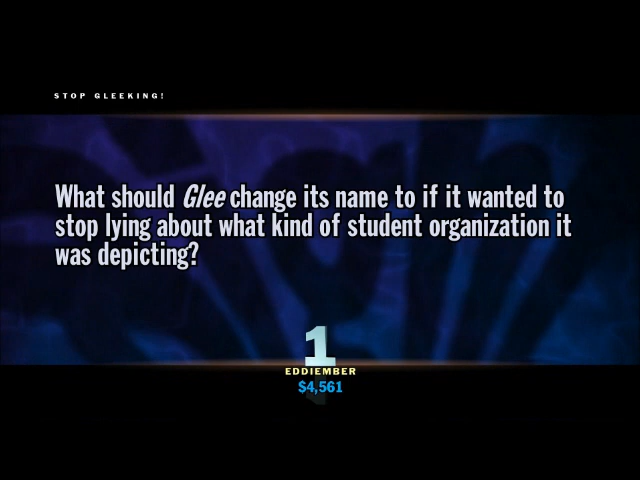 STOP GLEEKING!
What should Glee change its name to if it wanted to
stop lying about what kind of student organization it
was depicting?
1
EDDIEMBER
$4,561